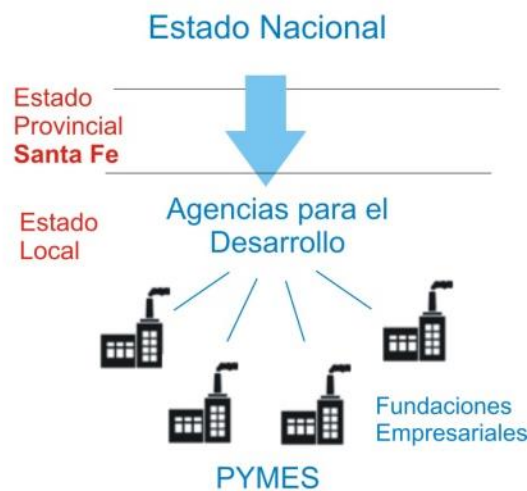 Estado Nacional
Estado
Provincial
Santa Fe
Agencias para el
Desarrollo
Estado
Local
Fundaciones
Empresariales
PYMES